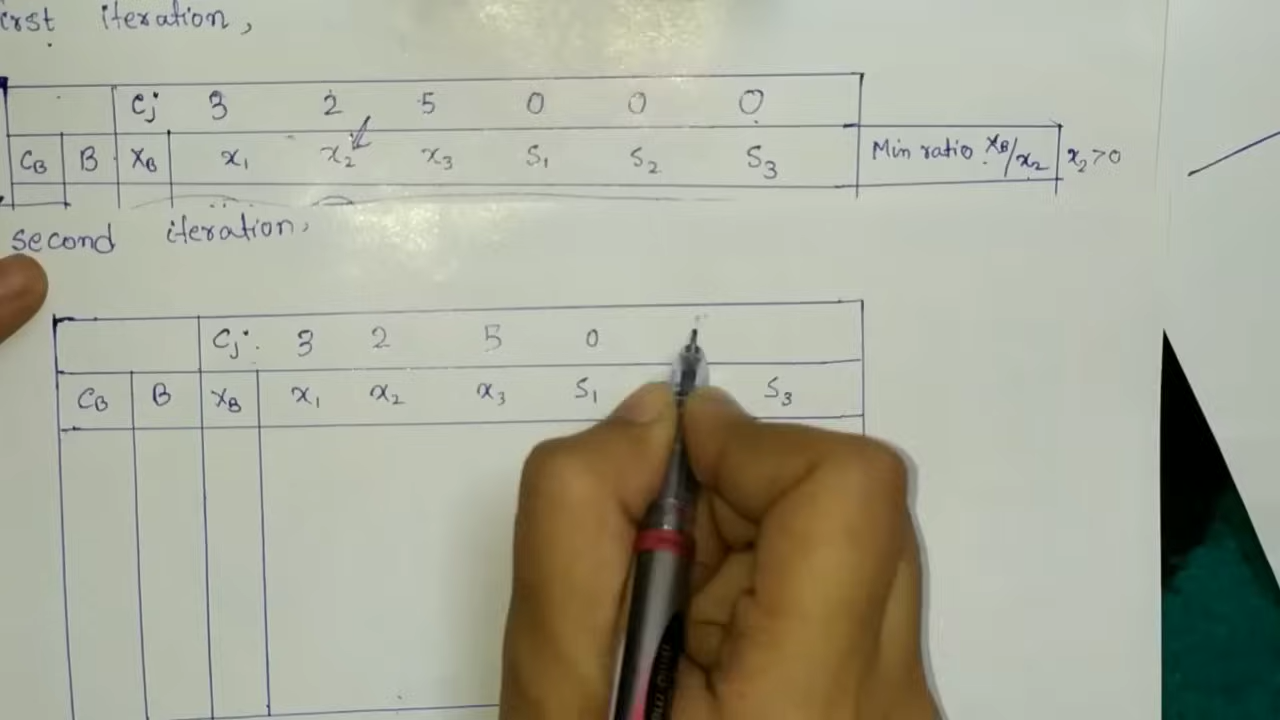 irst iteration,
Cj 3 2 5 0 0 0
CB B XB x1 x2 x3 S1 S2 S3 Min ratio XB/x2 x2>0
second iteration,
Cj 3 2 5 0
CB B XB x1 x2 x3 S1 S3